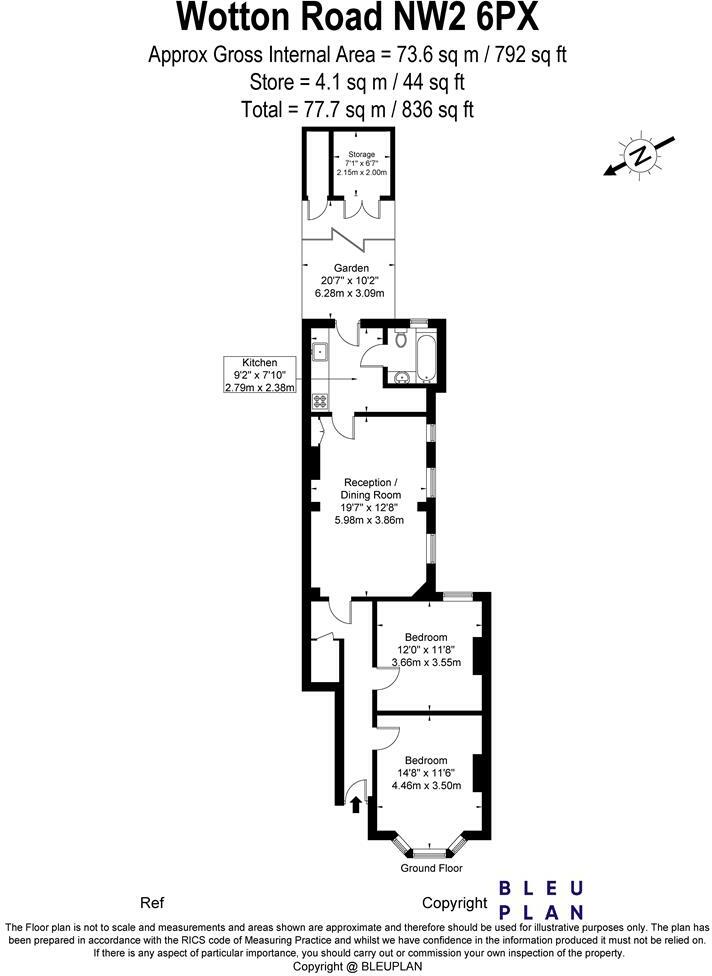 Wotton Road NW2 6PX
Approx Gross Internal Area = 73.6 sq m / 792 sq ft
Store = 4.1 sq m / 44 sq ft
Total = 77.7 sq m / 836 sq ft
N
Storage
7'1" x 6'7"
2.15m x 2.00m
Garden
20'7" x 10'2"
6.28m x 3.09m
Kitchen
9'2" x 7'10"
2.79m x 2.38m
Reception /
Dining Room
19'7" x 12'8"
5.98m x 3.86m
Bedroom
12'0" x 11'8"
3.66m x 3.55m
Bedroom
14'8" x 11'6"
4.46m x 3.50m
Ground Floor
Ref
Copyright
BLEU
PLAN
The Floor plan is not to scale and measurements and areas shown are approximate and therefore should be used for illustrative purposes only. The plan has
been prepared in accordance with the RICS code of Measuring Practice and whilst we have confidence in the information produced it must not be relied on.
If there is any aspect of particular importance, you should carry out or commission your own inspection of the property.
Copyright @ BLEUPLAN